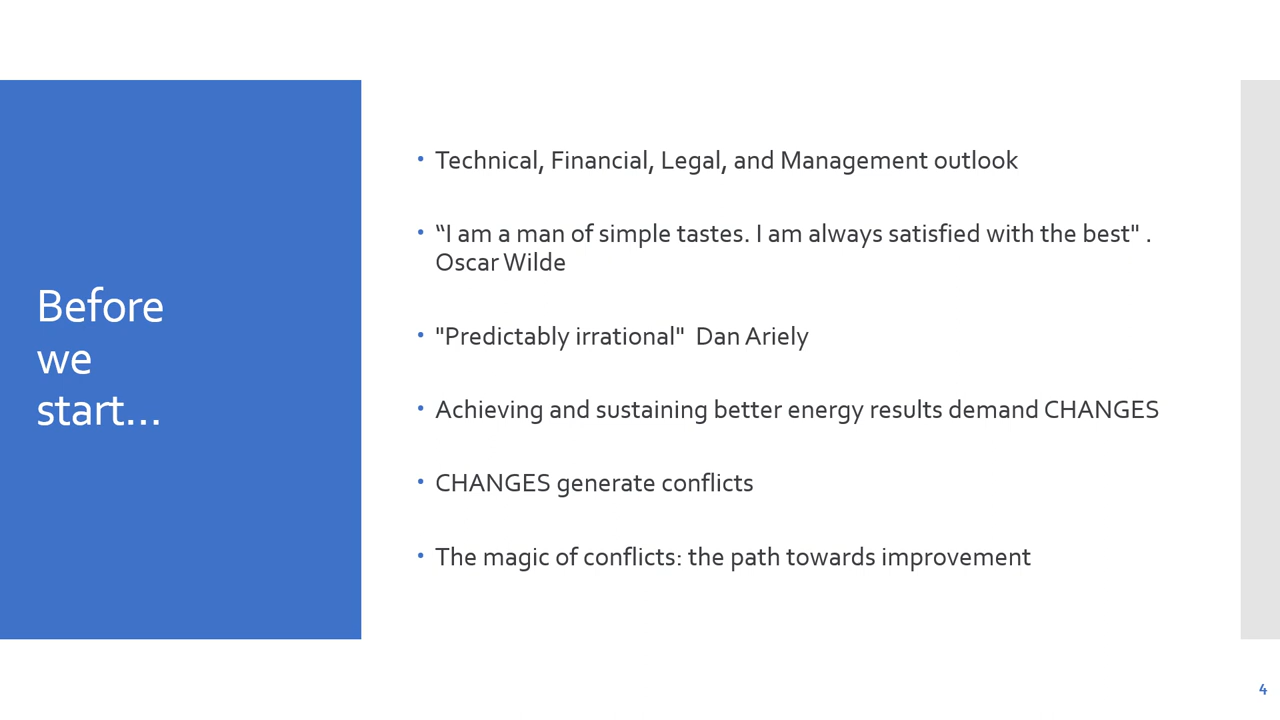 Before
we
start...
• Technical, Financial, Legal, and Management outlook
• “I am a man of simple tastes. I am always satisfied with the best" .
Oscar Wilde
• "Predictably irrational"  Dan Ariely
• Achieving and sustaining better energy results demand CHANGES
• CHANGES generate conflicts
• The magic of conflicts: the path towards improvement
4